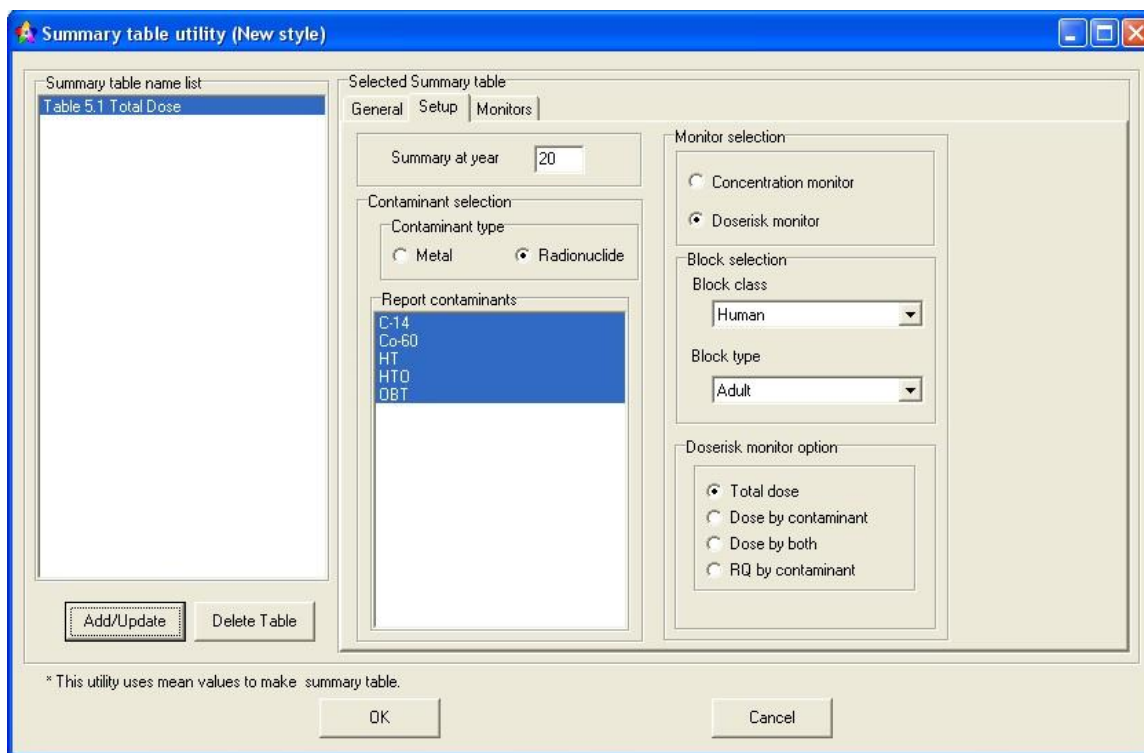 Summary table utility (New style)
Summary table name list
Table 5.1 Total Dose
Add/Update
Delete Table
Selected Summary table
General
Setup
Monitors
Summary at year
20
Contaminant selection
Contaminant type
Metal
Radionuclide
Report contaminants
C-14
Co-60
HT
HTO
OBT
Monitor selection
Concentration monitor
Doserisk monitor
Block selection
Block class
Human
Block type
Adult
Doserisk monitor option
Total dose
Dose by contaminant
Dose by both
RQ by contaminant
* This utility uses mean values to make summary table.
OK
Cancel